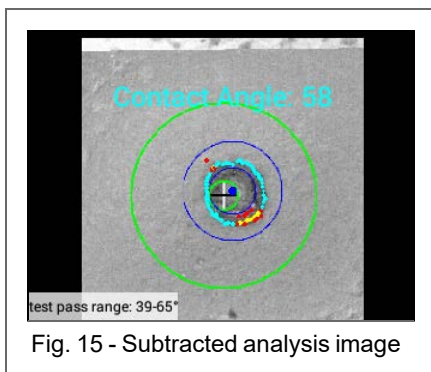 Contact Angle: 58
test pass range: 39-65°
Fig. 15 - Subtracted analysis image